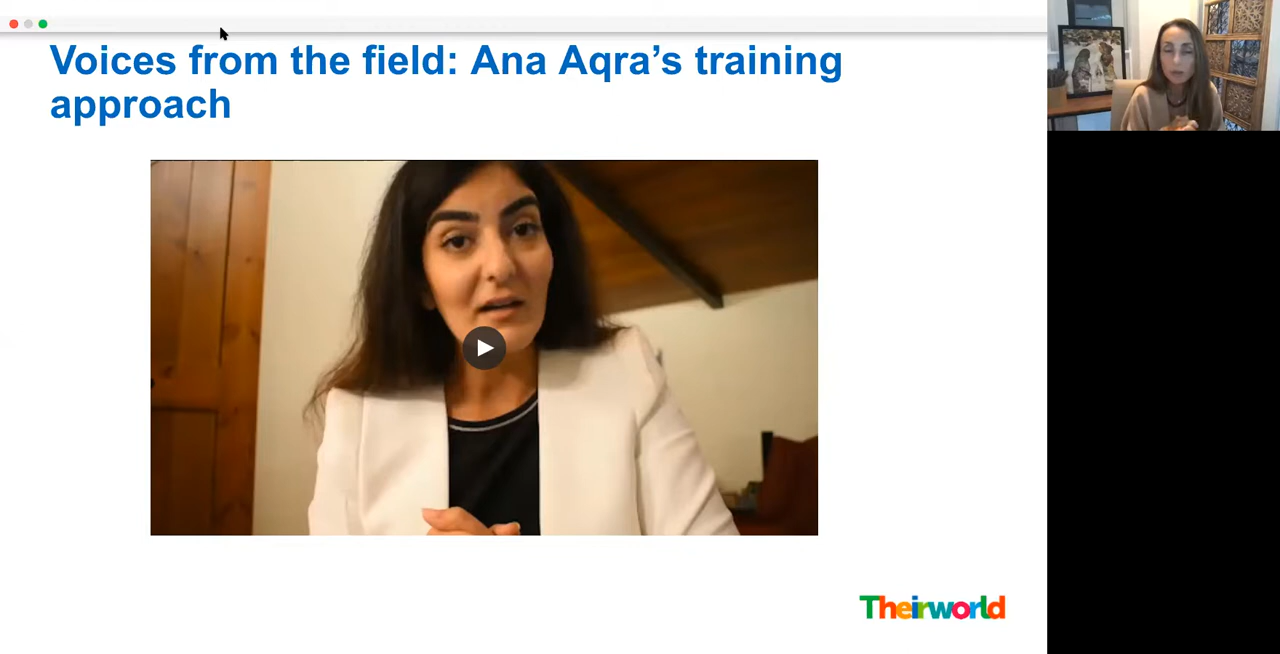 Voices from the field: Ana Aqra’s training
approach
Theirworld